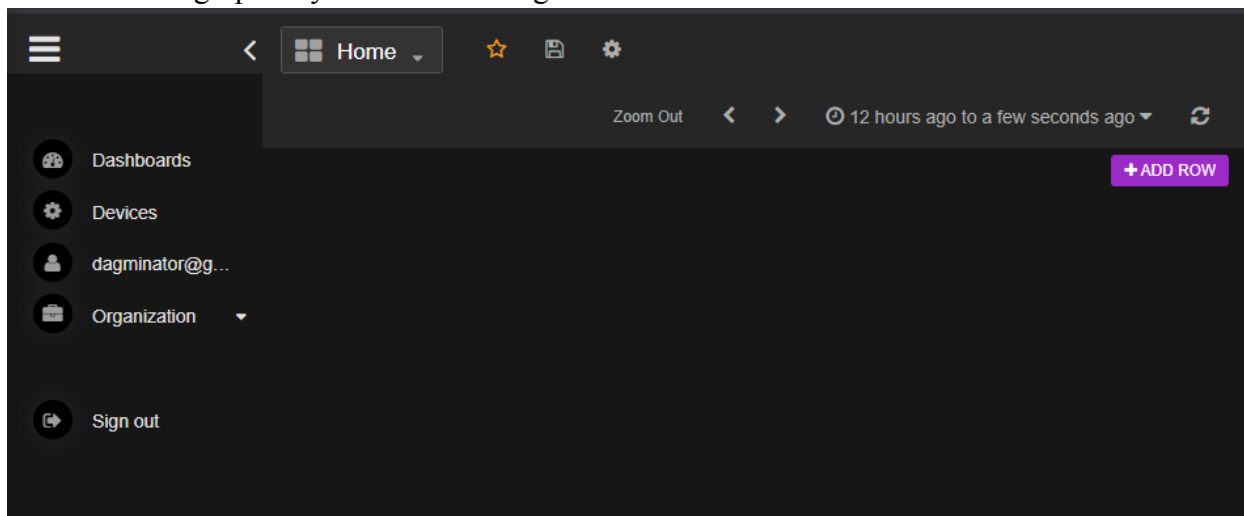 Home
Zoom Out 12 hours ago to a few seconds ago
Dashboards
+ ADD ROW
Devices
dagminator@g...
Organization
Sign out